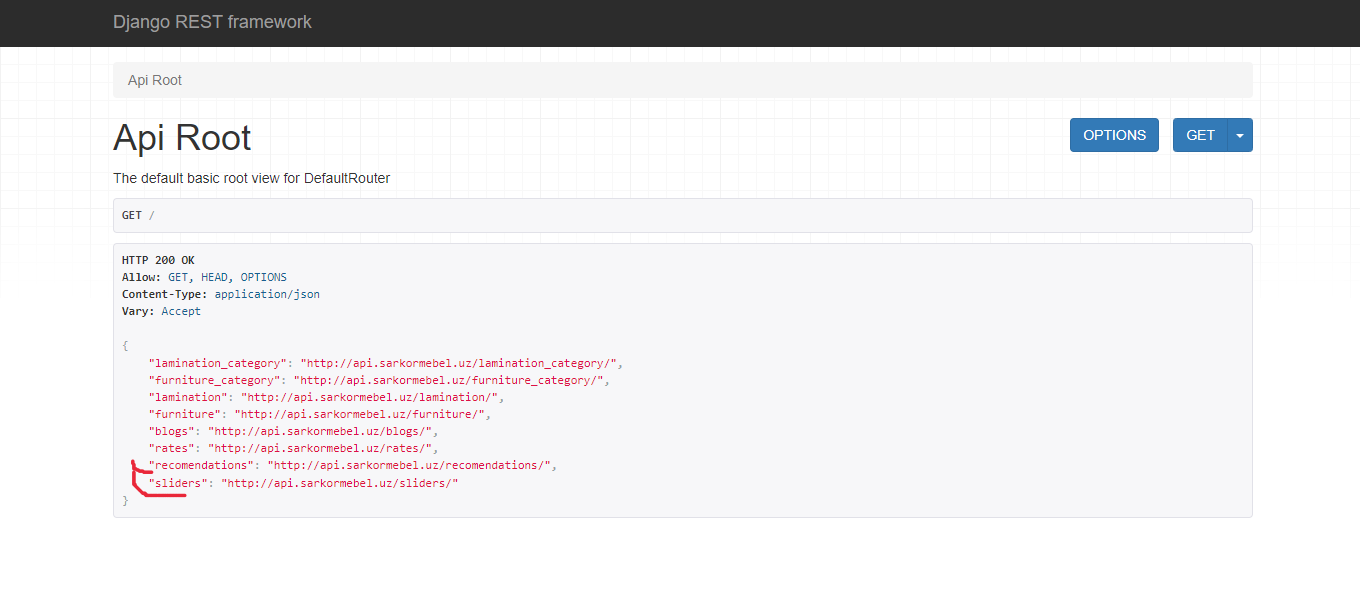 Django REST framework
Api Root
Api Root
OPTIONS
GET
The default basic root view for DefaultRouter
GET /
HTTP 200 OK
Allow: GET, HEAD, OPTIONS
Content-Type: application/json
Vary: Accept
{
    "lamination_category": "http://api.sarkormebel.uz/lamination_category/",
    "furniture_category": "http://api.sarkormebel.uz/furniture_category/",
    "lamination": "http://api.sarkormebel.uz/lamination/",
    "furniture": "http://api.sarkormebel.uz/furniture/",
    "blogs": "http://api.sarkormebel.uz/blogs/",
    "rates": "http://api.sarkormebel.uz/rates/",
    "recomendations": "http://api.sarkormebel.uz/recomendations/",
    "sliders": "http://api.sarkormebel.uz/sliders/"
}